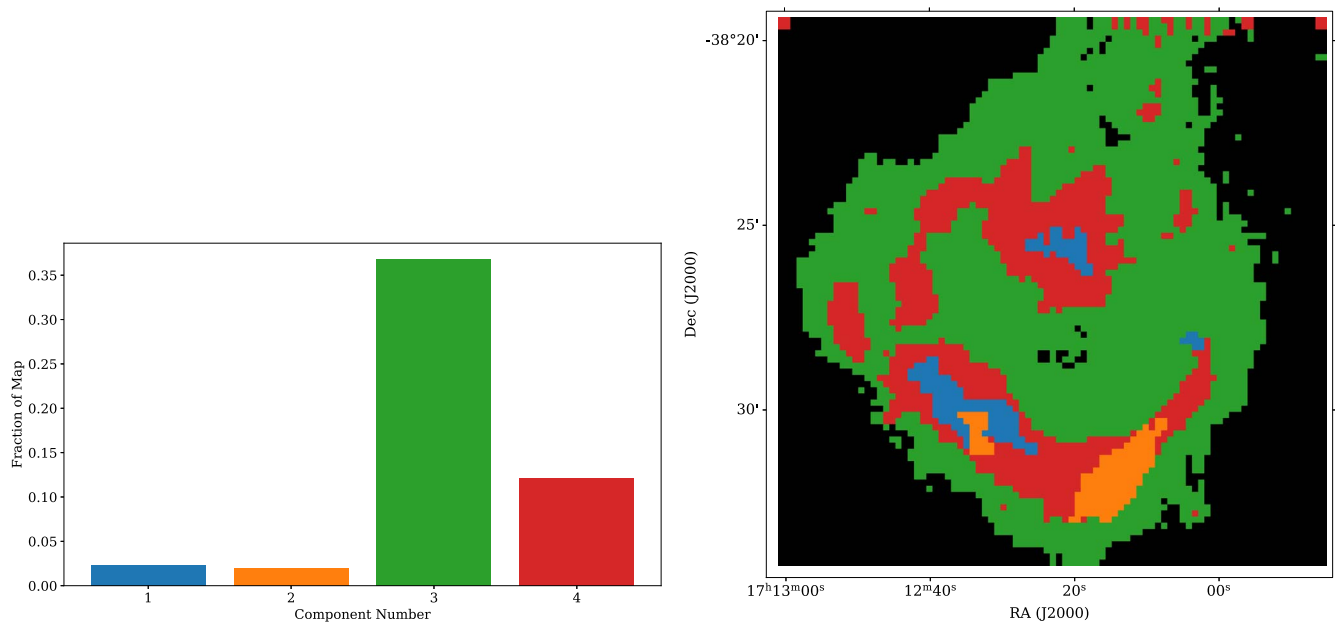 0.35
0.30
0.25
0.20
0.15
0.10
0.05
0.00
Fraction of Map
1 2 3 4
Component Number
-38°20'
25'
30'
Dec (J2000)
17ʰ13ᵐ00ˢ 12ᵐ40ˢ 20ˢ 00ˢ
RA (J2000)